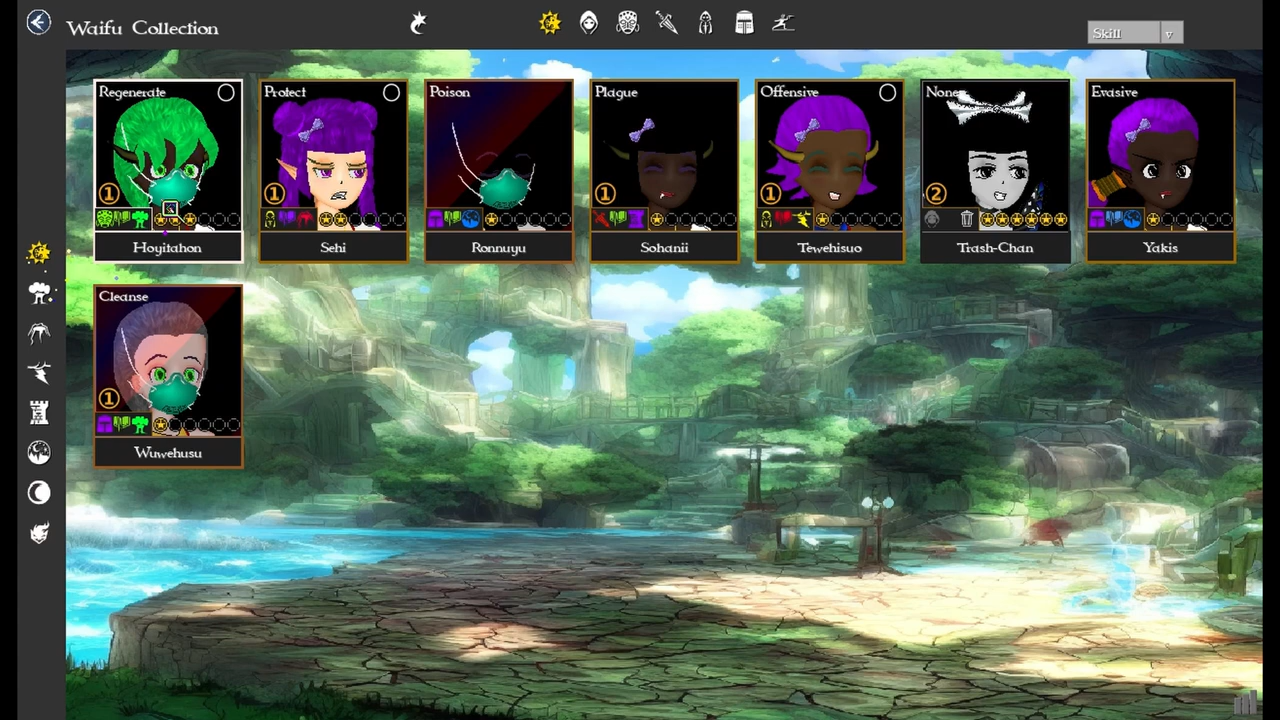 Waifu Collection
Skill
Regenerate
Protect
Poison
Plague
Offensive
None
Evasive
1
1
1
1
2
Hoyitahon
Sehi
Ronnuyu
Sohanii
Tewehisuo
Trash-Chan
Yakis
Cleanse
1
Wuwehusu